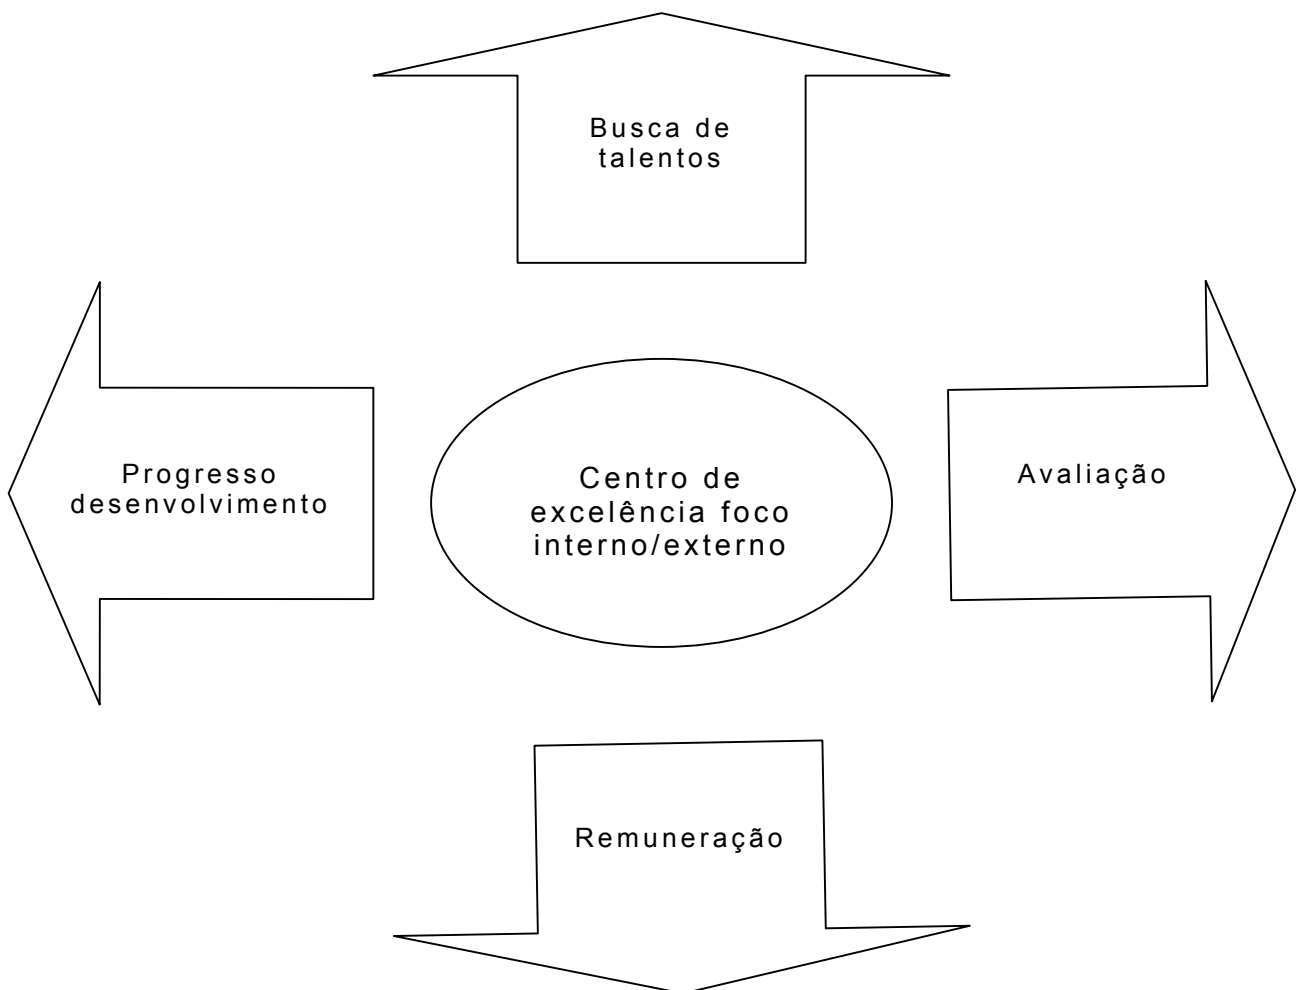 Busca de
talentos
Progresso
desenvolvimento
Centro de
excelência foco
interno/externo
Avaliação
Remuneração